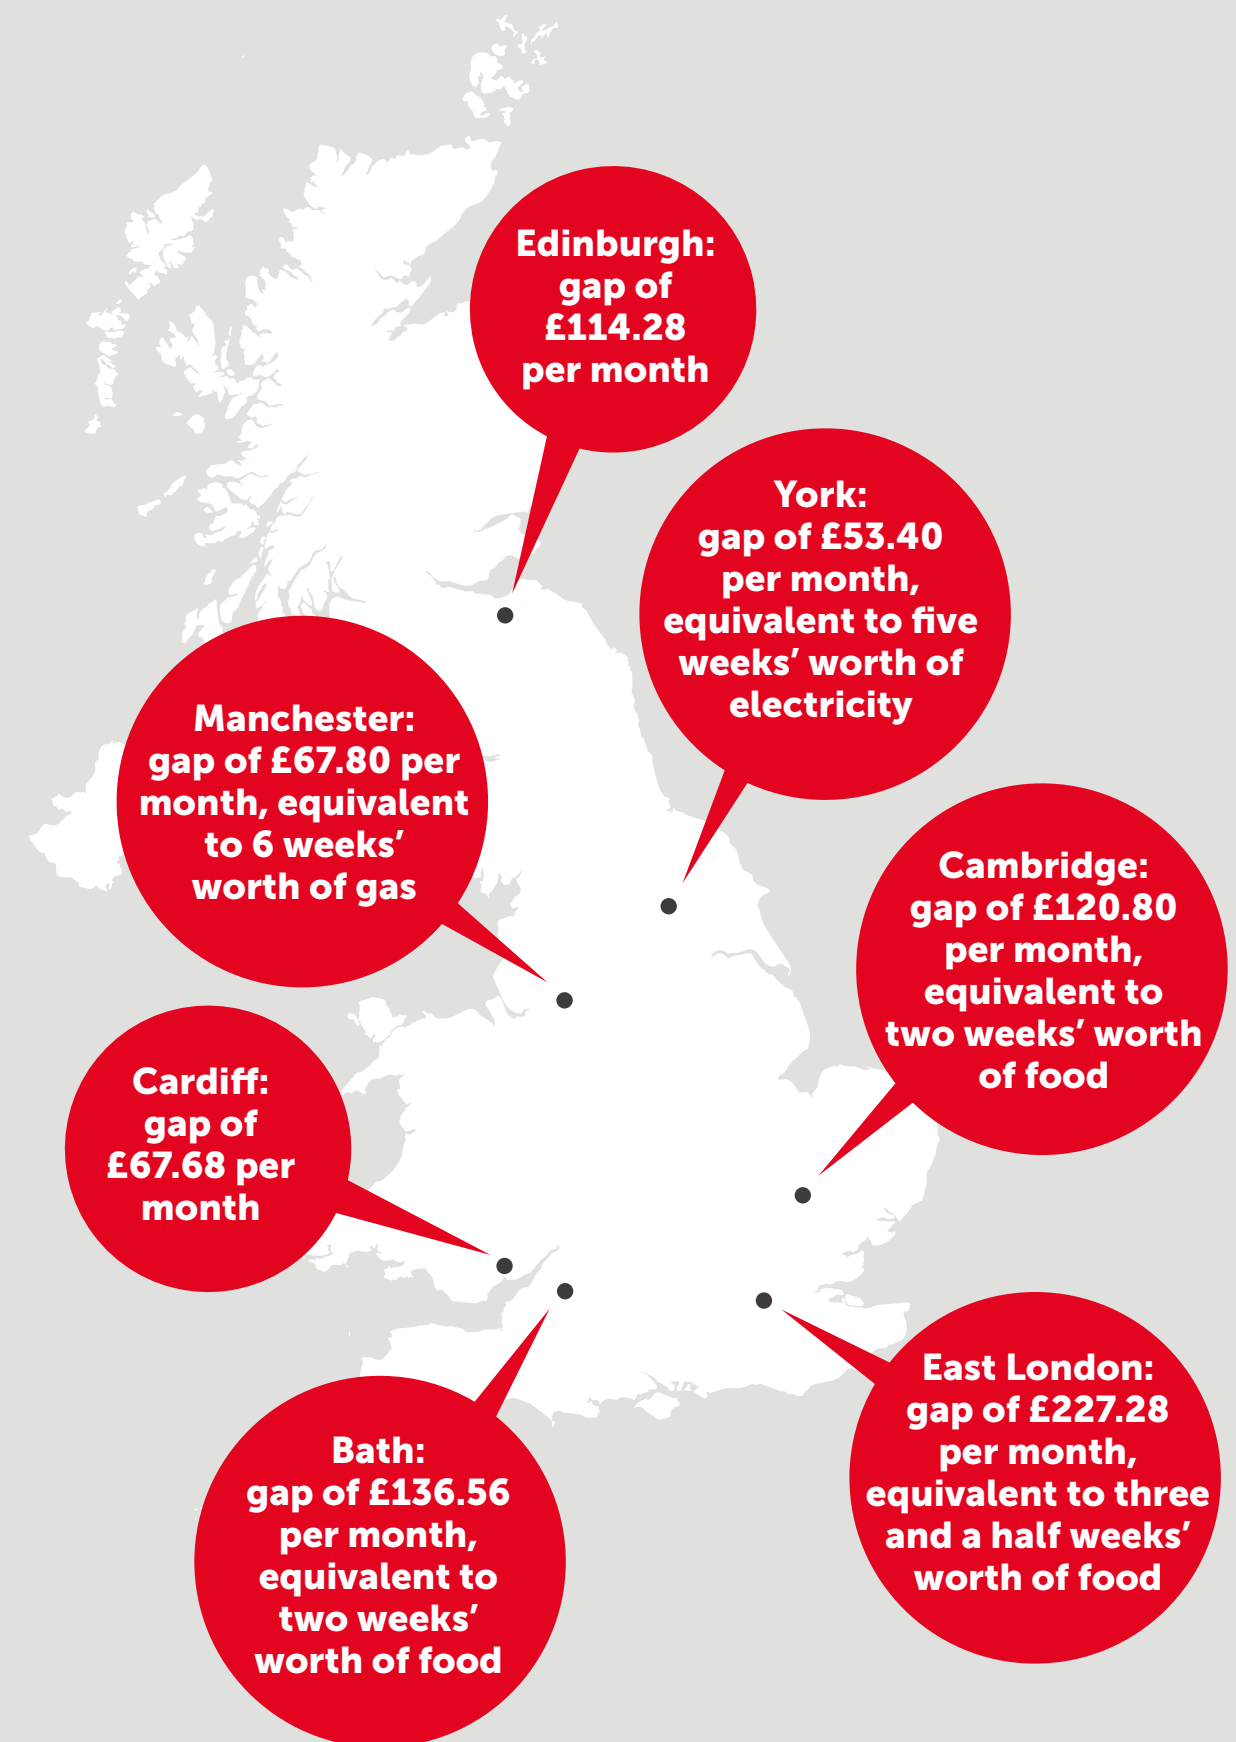 Edinburgh:
gap of
£114.28
per month
York:
gap of £53.40
per month,
equivalent to five
weeks’ worth of
electricity
Manchester:
gap of £67.80 per
month, equivalent
to 6 weeks’
worth of gas
Cambridge:
gap of £120.80
per month,
equivalent to
two weeks’ worth
of food
Cardiff:
gap of
£67.68 per
month
East London:
gap of £227.28
per month,
equivalent to three
and a half weeks’
worth of food
Bath:
gap of £136.56
per month,
equivalent to
two weeks’
worth of food